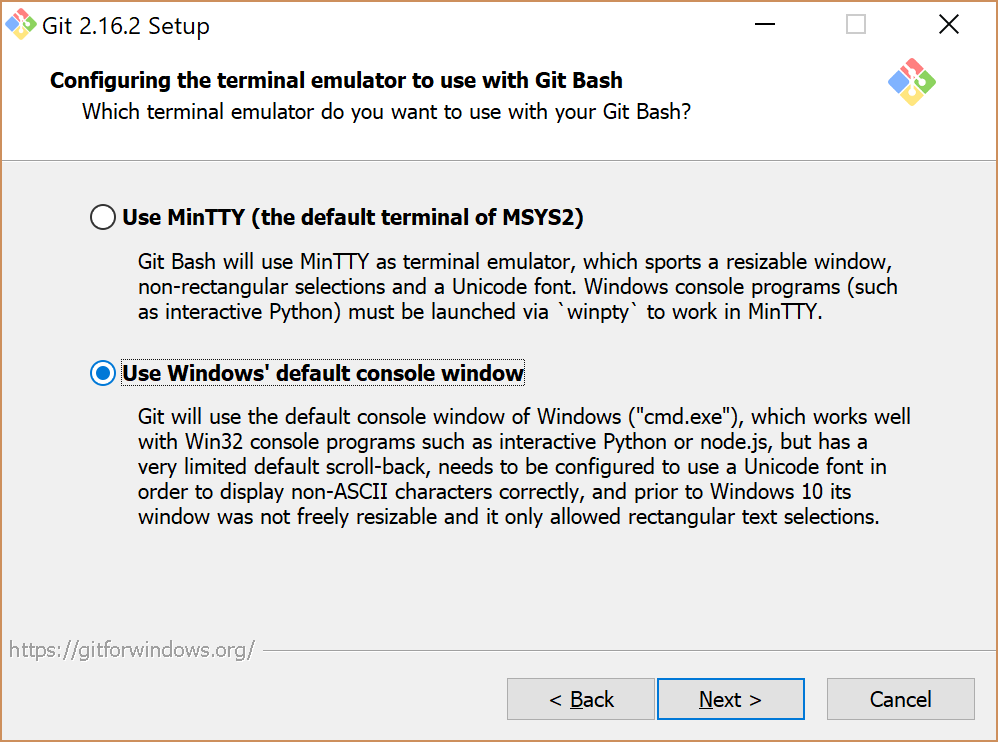 Git 2.16.2 Setup
Configuring the terminal emulator to use with Git Bash
Which terminal emulator do you want to use with your Git Bash?
Use MinTTY (the default terminal of MSYS2)
Git Bash will use MinTTY as terminal emulator, which sports a resizable window,
non-rectangular selections and a Unicode font. Windows console programs (such
as interactive Python) must be launched via `winpty` to work in MinTTY.
Use Windows' default console window
Git will use the default console window of Windows ("cmd.exe"), which works well
with Win32 console programs such as interactive Python or node.js, but has a
very limited default scroll-back, needs to be configured to use a Unicode font in
order to display non-ASCII characters correctly, and prior to Windows 10 its
window was not freely resizable and it only allowed rectangular text selections.
https://gitforwindows.org/
< Back Next > Cancel